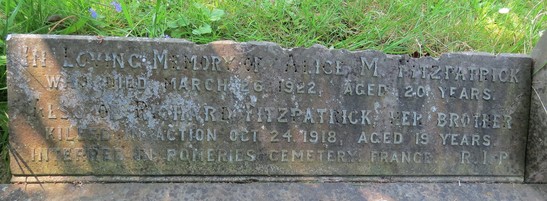 IN LOVING MEMORY OF ALICE M. FITZPATRICK
WHO DIED MARCH 26, 1922, AGED 20 YEARS.
ALSO OF RICHARD FITZPATRICK, HER BROTHER
KILLED IN ACTION OCT 24, 1918, AGED 19 YEARS
INTERRED IN ROMERIES CEMETERY, FRANCE. R.I.P.